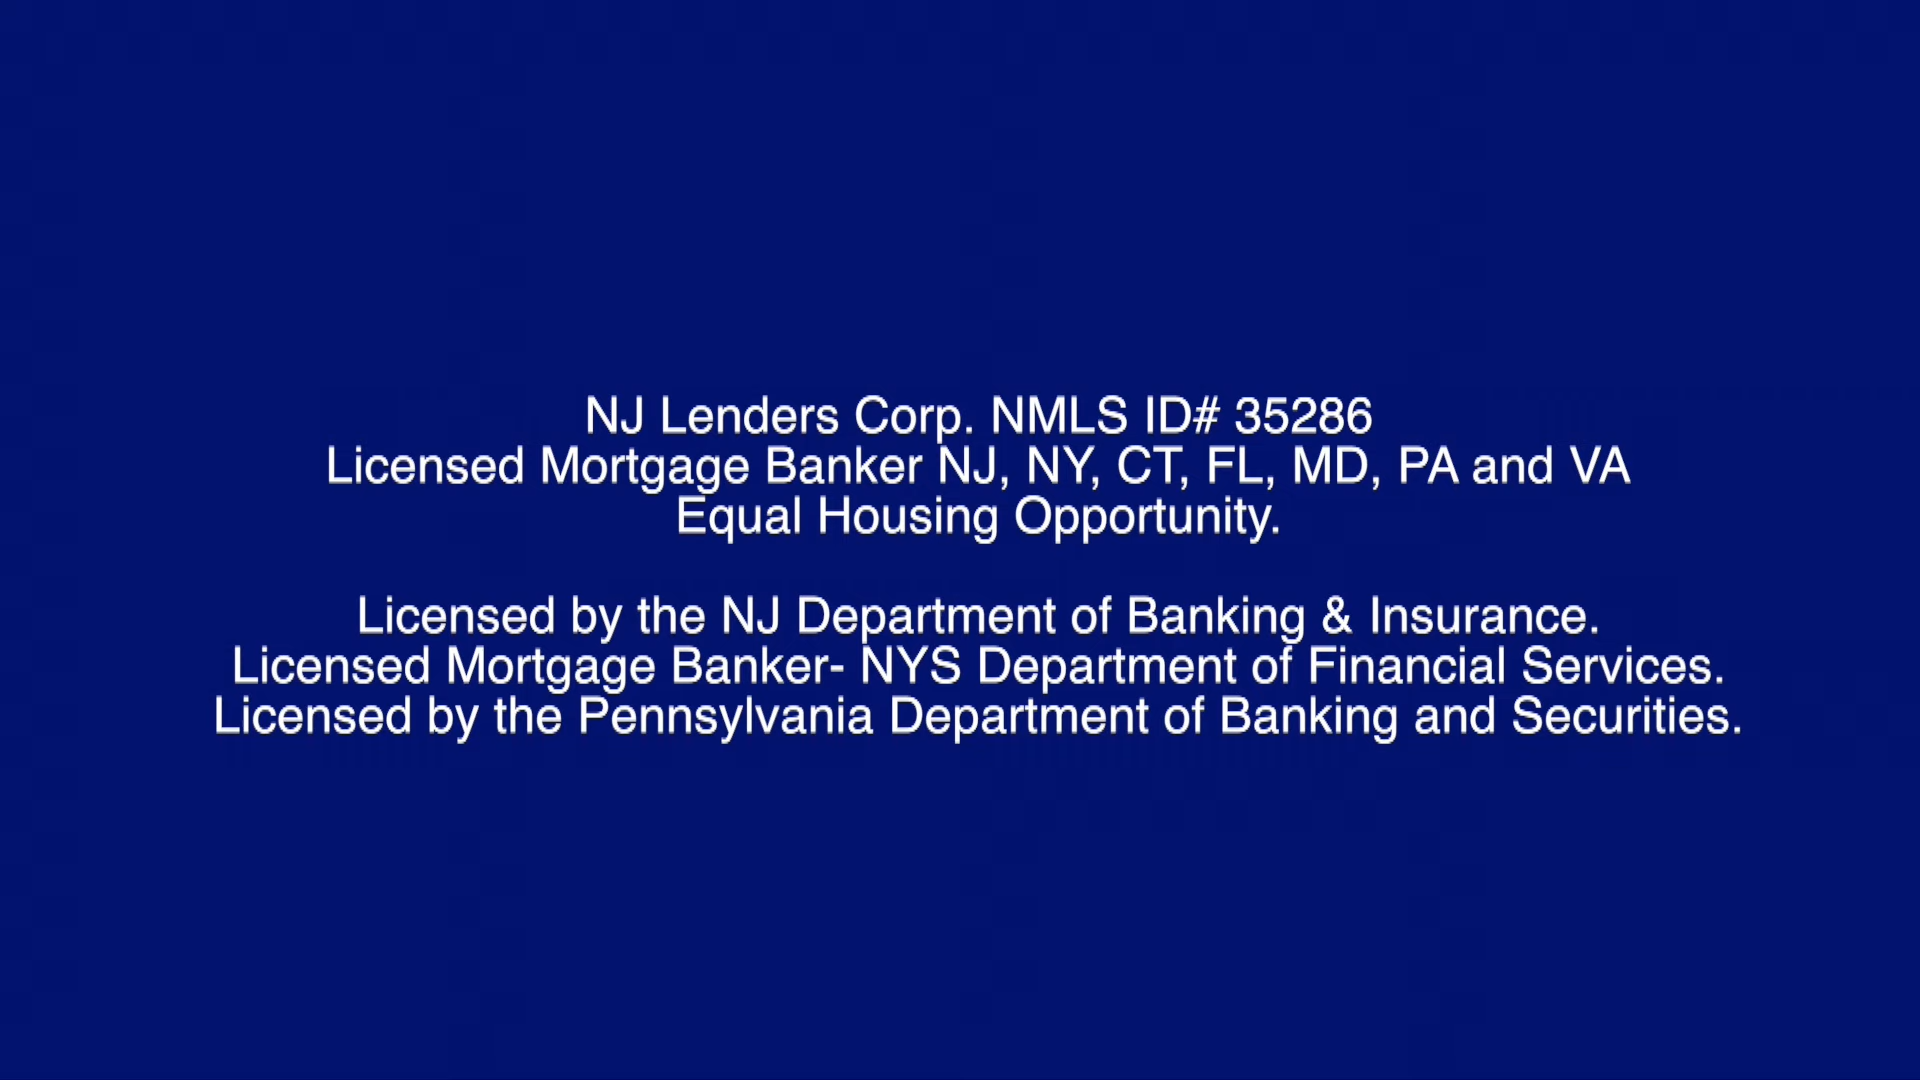 NJ Lenders Corp. NMLS ID# 35286
Licensed Mortgage Banker NJ, NY, CT, FL, MD, PA and VA
Equal Housing Opportunity.
Licensed by the NJ Department of Banking & Insurance.
Licensed Mortgage Banker- NYS Department of Financial Services.
Licensed by the Pennsylvania Department of Banking and Securities.